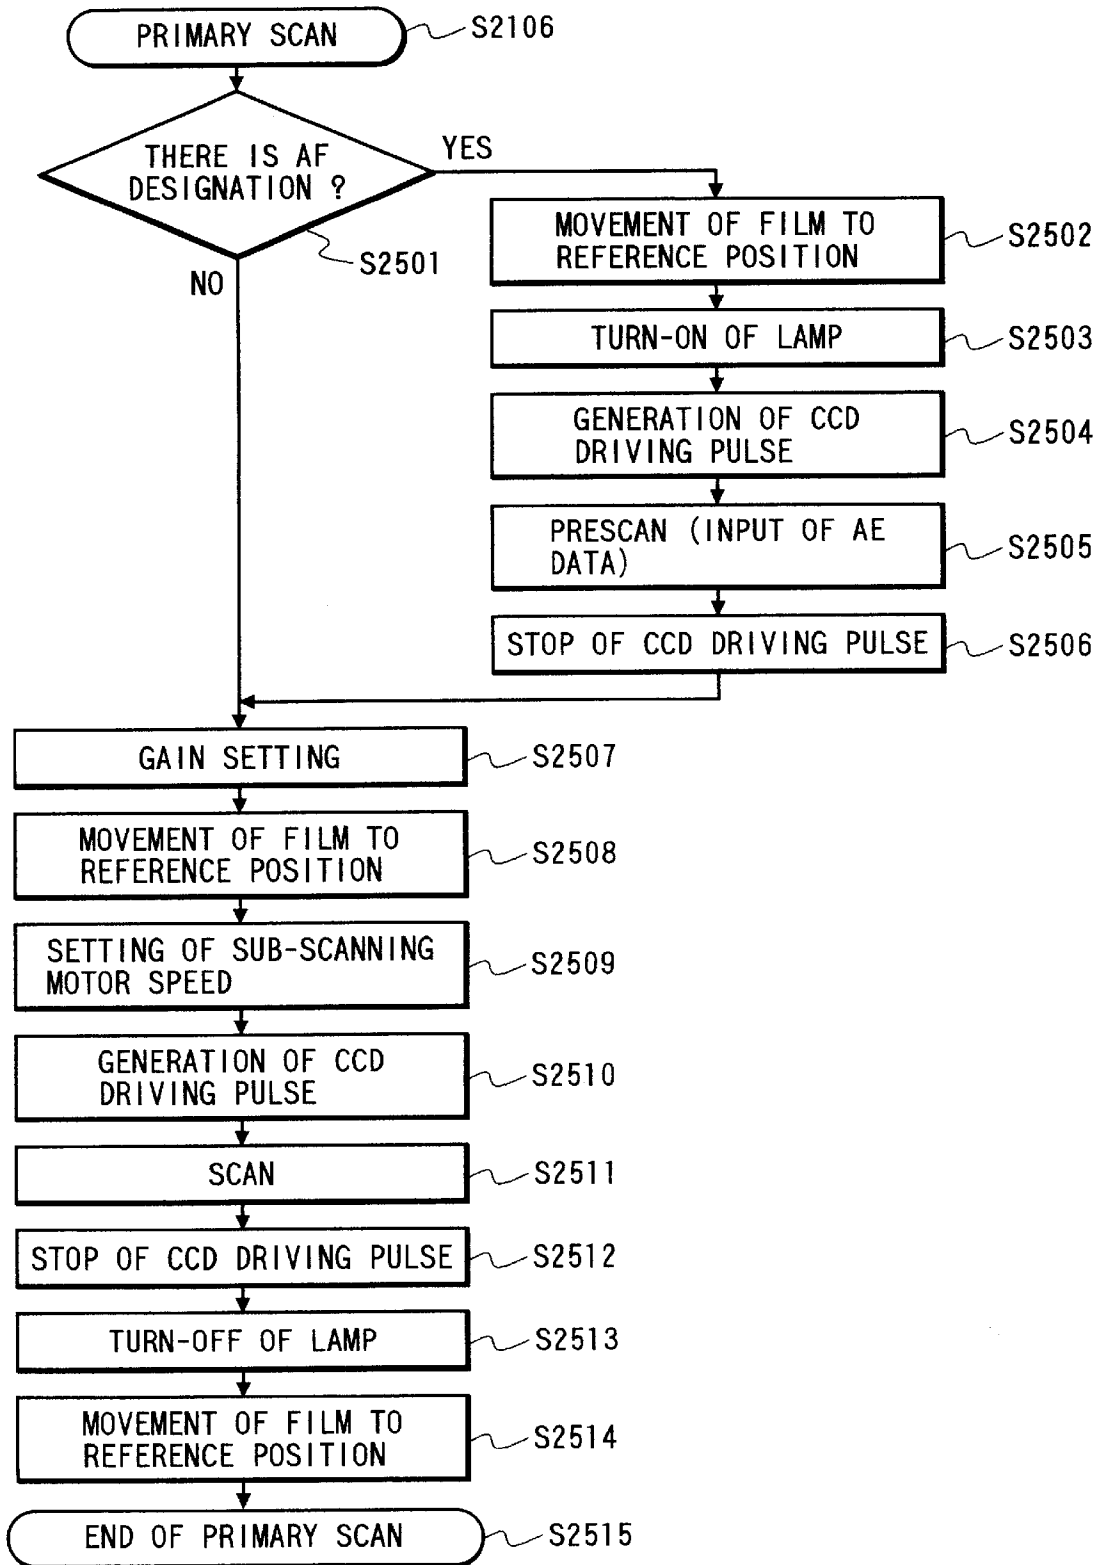 PRIMARY SCAN
S2106
THERE IS AF
DESIGNATION ?
YES
S2501
NO
MOVEMENT OF FILM TO
REFERENCE POSITION
S2502
TURN-ON OF LAMP
S2503
GENERATION OF CCD
DRIVING PULSE
S2504
PRESCAN (INPUT OF AE
DATA)
S2505
STOP OF CCD DRIVING PULSE
S2506
GAIN SETTING
S2507
MOVEMENT OF FILM TO
REFERENCE POSITION
S2508
SETTING OF SUB-SCANNING
MOTOR SPEED
S2509
GENERATION OF CCD
DRIVING PULSE
S2510
SCAN
S2511
STOP OF CCD DRIVING PULSE
S2512
TURN-OFF OF LAMP
S2513
MOVEMENT OF FILM TO
REFERENCE POSITION
S2514
END OF PRIMARY SCAN
S2515